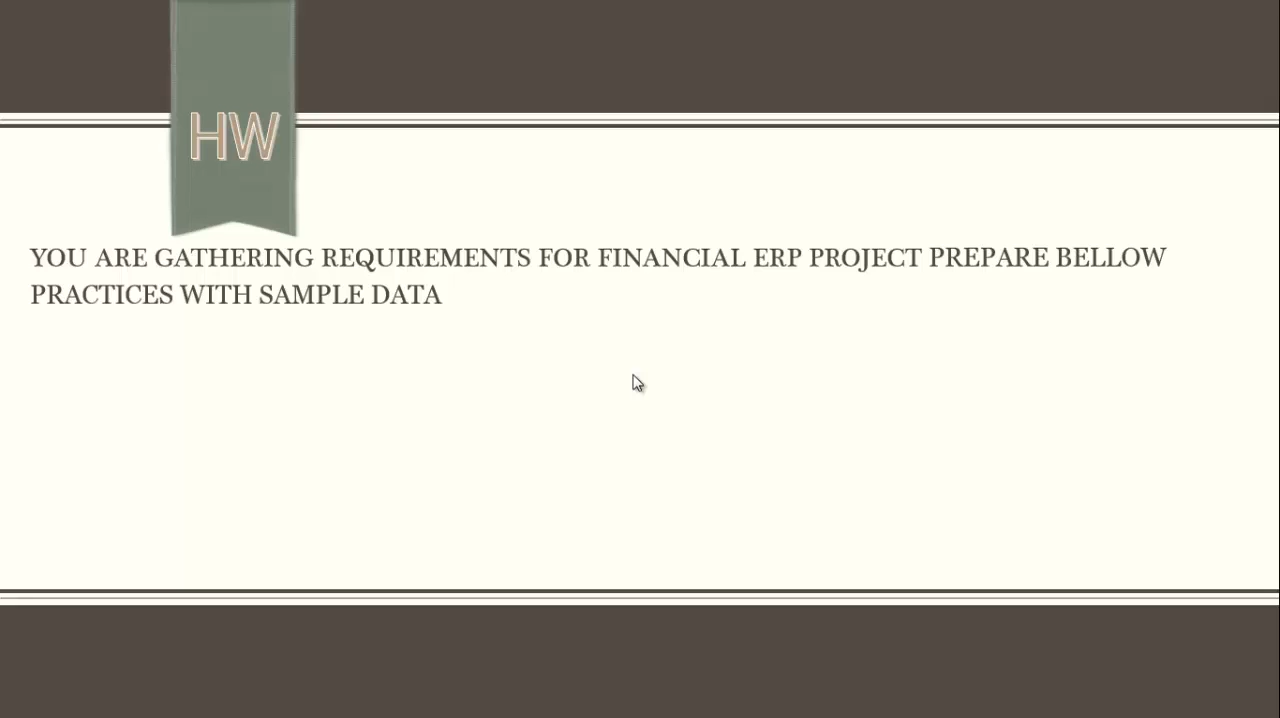 HW
YOU ARE GATHERING REQUIREMENTS FOR FINANCIAL ERP PROJECT PREPARE BELLOW
PRACTICES WITH SAMPLE DATA